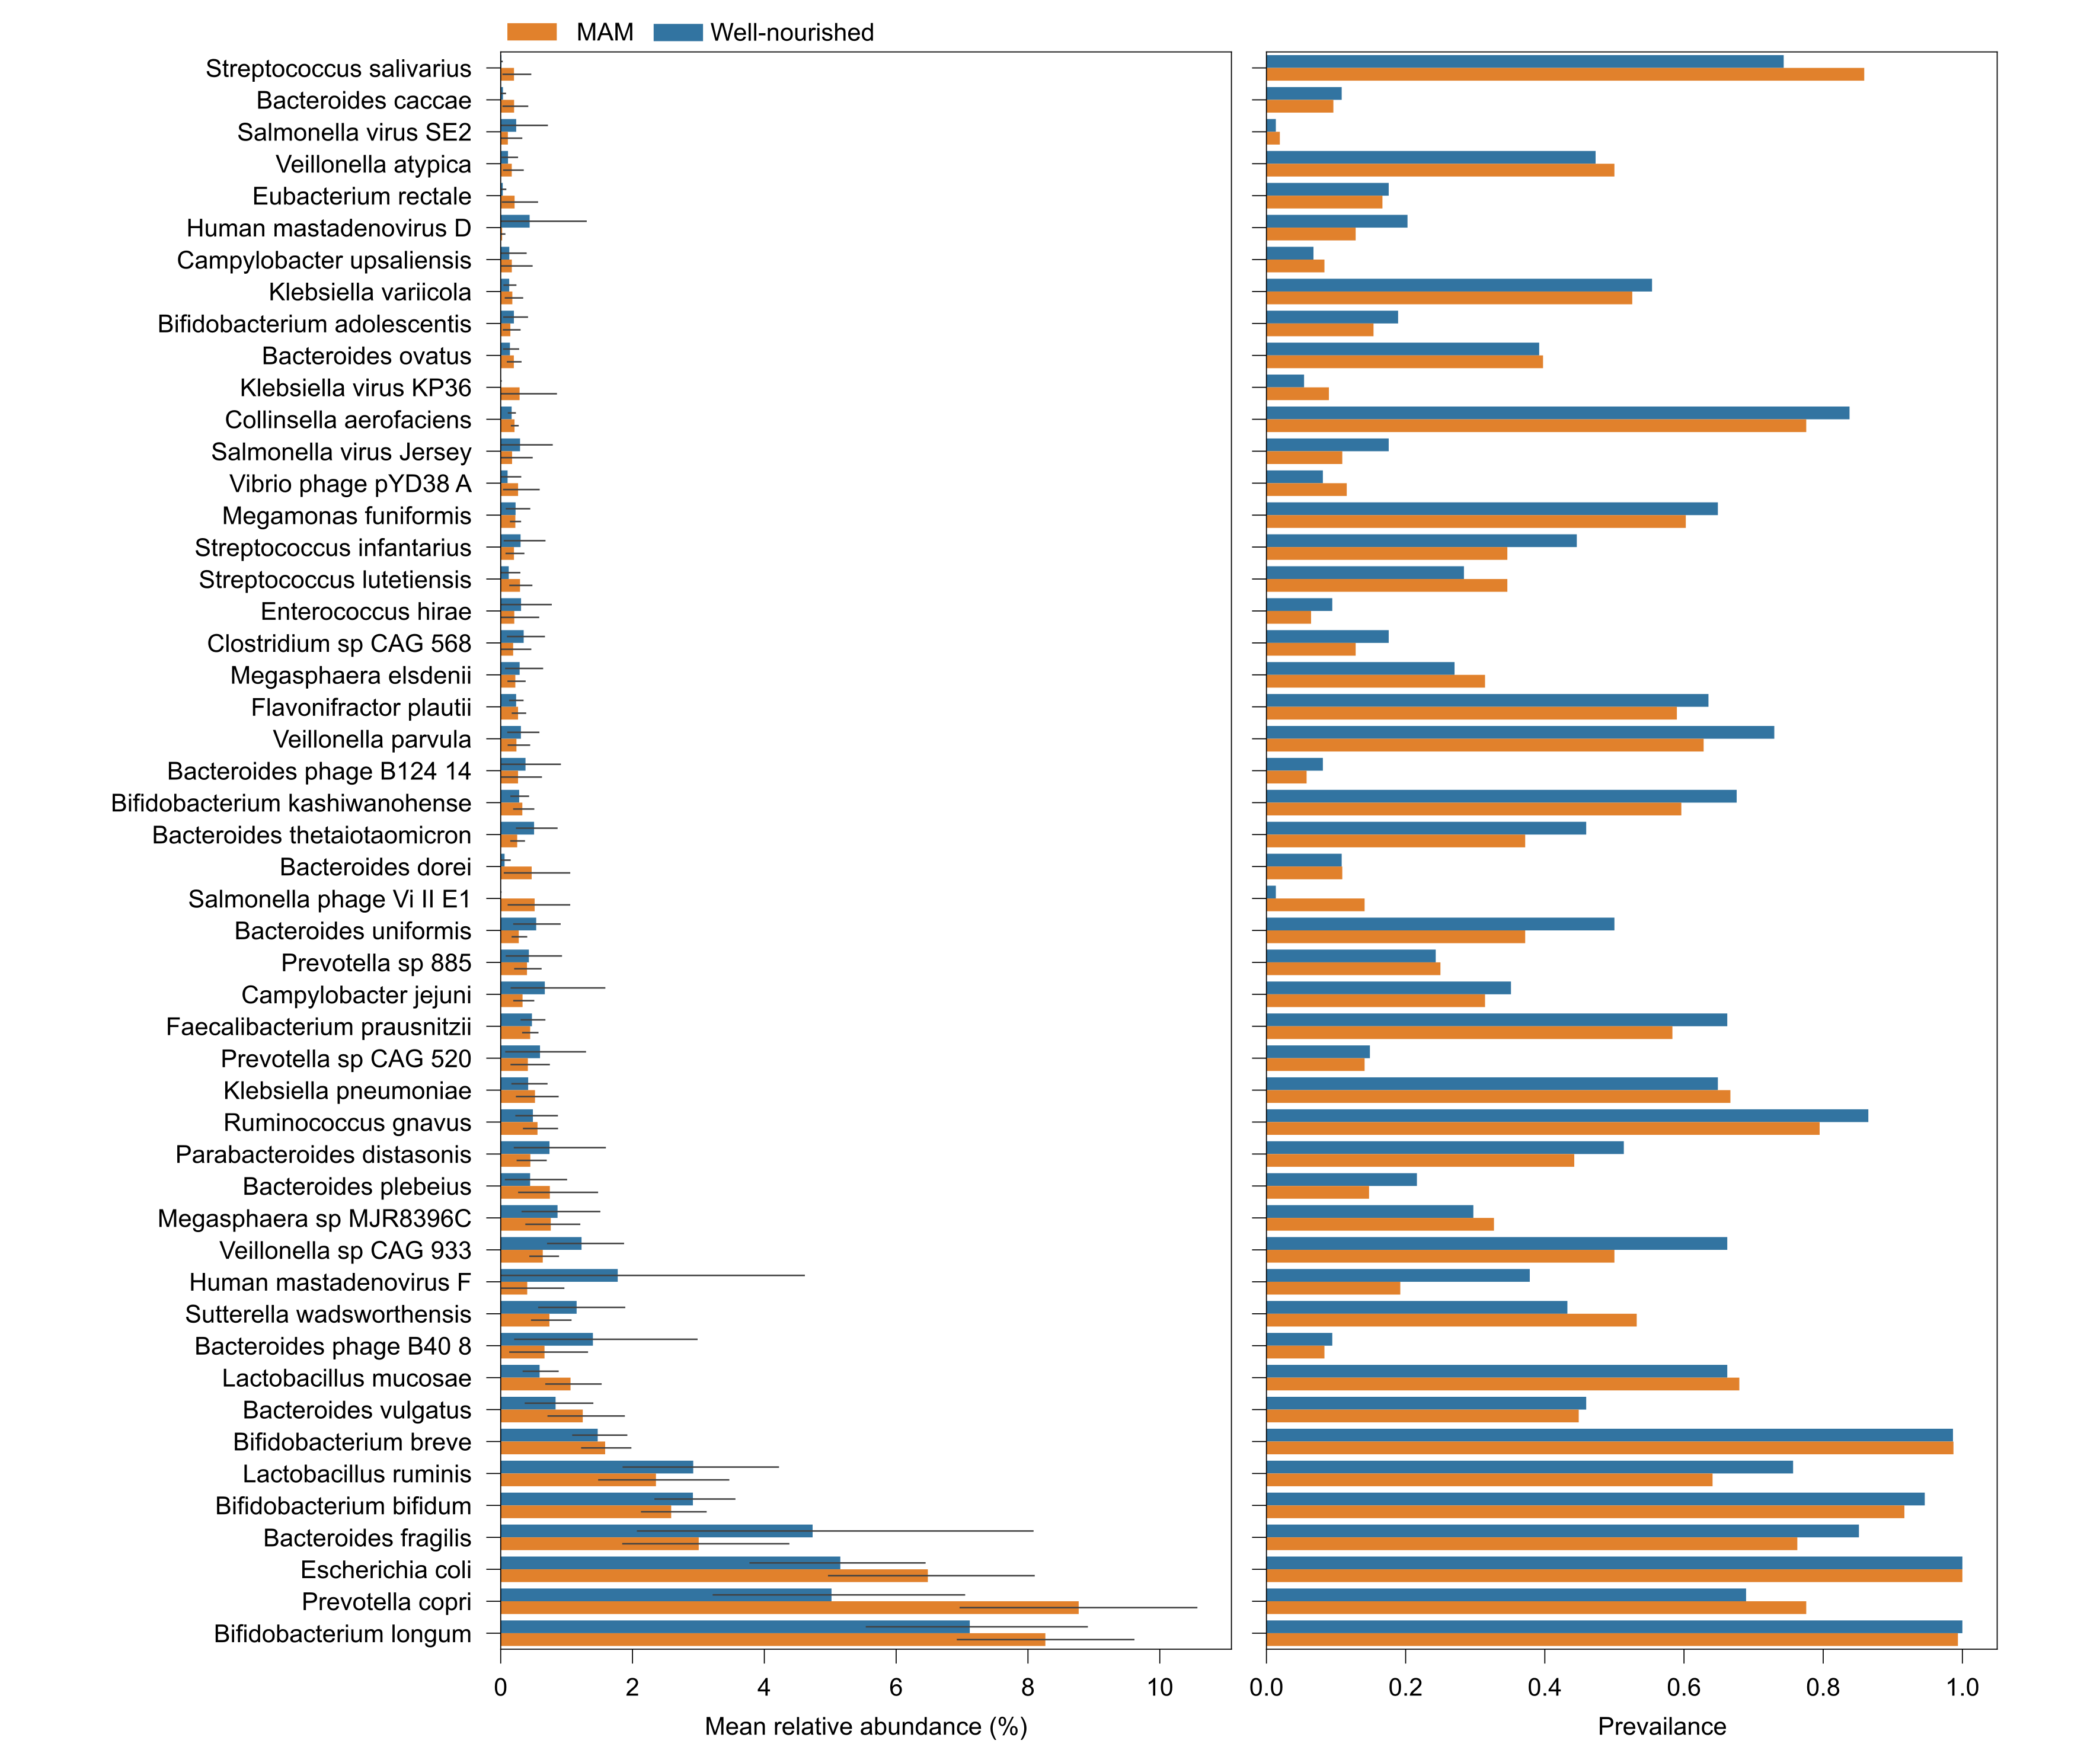 MAM Well-nourished
Streptococcus salivarius
Bacteroides caccae
Salmonella virus SE2
Veillonella atypica
Eubacterium rectale
Human mastadenovirus D
Campylobacter upsaliensis
Klebsiella variicola
Bifidobacterium adolescentis
Bacteroides ovatus
Klebsiella virus KP36
Collinsella aerofaciens
Salmonella virus Jersey
Vibrio phage pYD38 A
Megamonas funiformis
Streptococcus infantarius
Streptococcus lutetiensis
Enterococcus hirae
Clostridium sp CAG 568
Megasphaera elsdenii
Flavonifractor plautii
Veillonella parvula
Bacteroides phage B124 14
Bifidobacterium kashiwanohense
Bacteroides thetaiotaomicron
Bacteroides dorei
Salmonella phage Vi II E1
Bacteroides uniformis
Prevotella sp 885
Campylobacter jejuni
Faecalibacterium prausnitzii
Prevotella sp CAG 520
Klebsiella pneumoniae
Ruminococcus gnavus
Parabacteroides distasonis
Bacteroides plebeius
Megasphaera sp MJR8396C
Veillonella sp CAG 933
Human mastadenovirus F
Sutterella wadsworthensis
Bacteroides phage B40 8
Lactobacillus mucosae
Bacteroides vulgatus
Bifidobacterium breve
Lactobacillus ruminis
Bifidobacterium bifidum
Bacteroides fragilis
Escherichia coli
Prevotella copri
Bifidobacterium longum
0 2 4 6 8 10
Mean relative abundance (%)
0.0 0.2 0.4 0.6 0.8 1.0
Prevailance